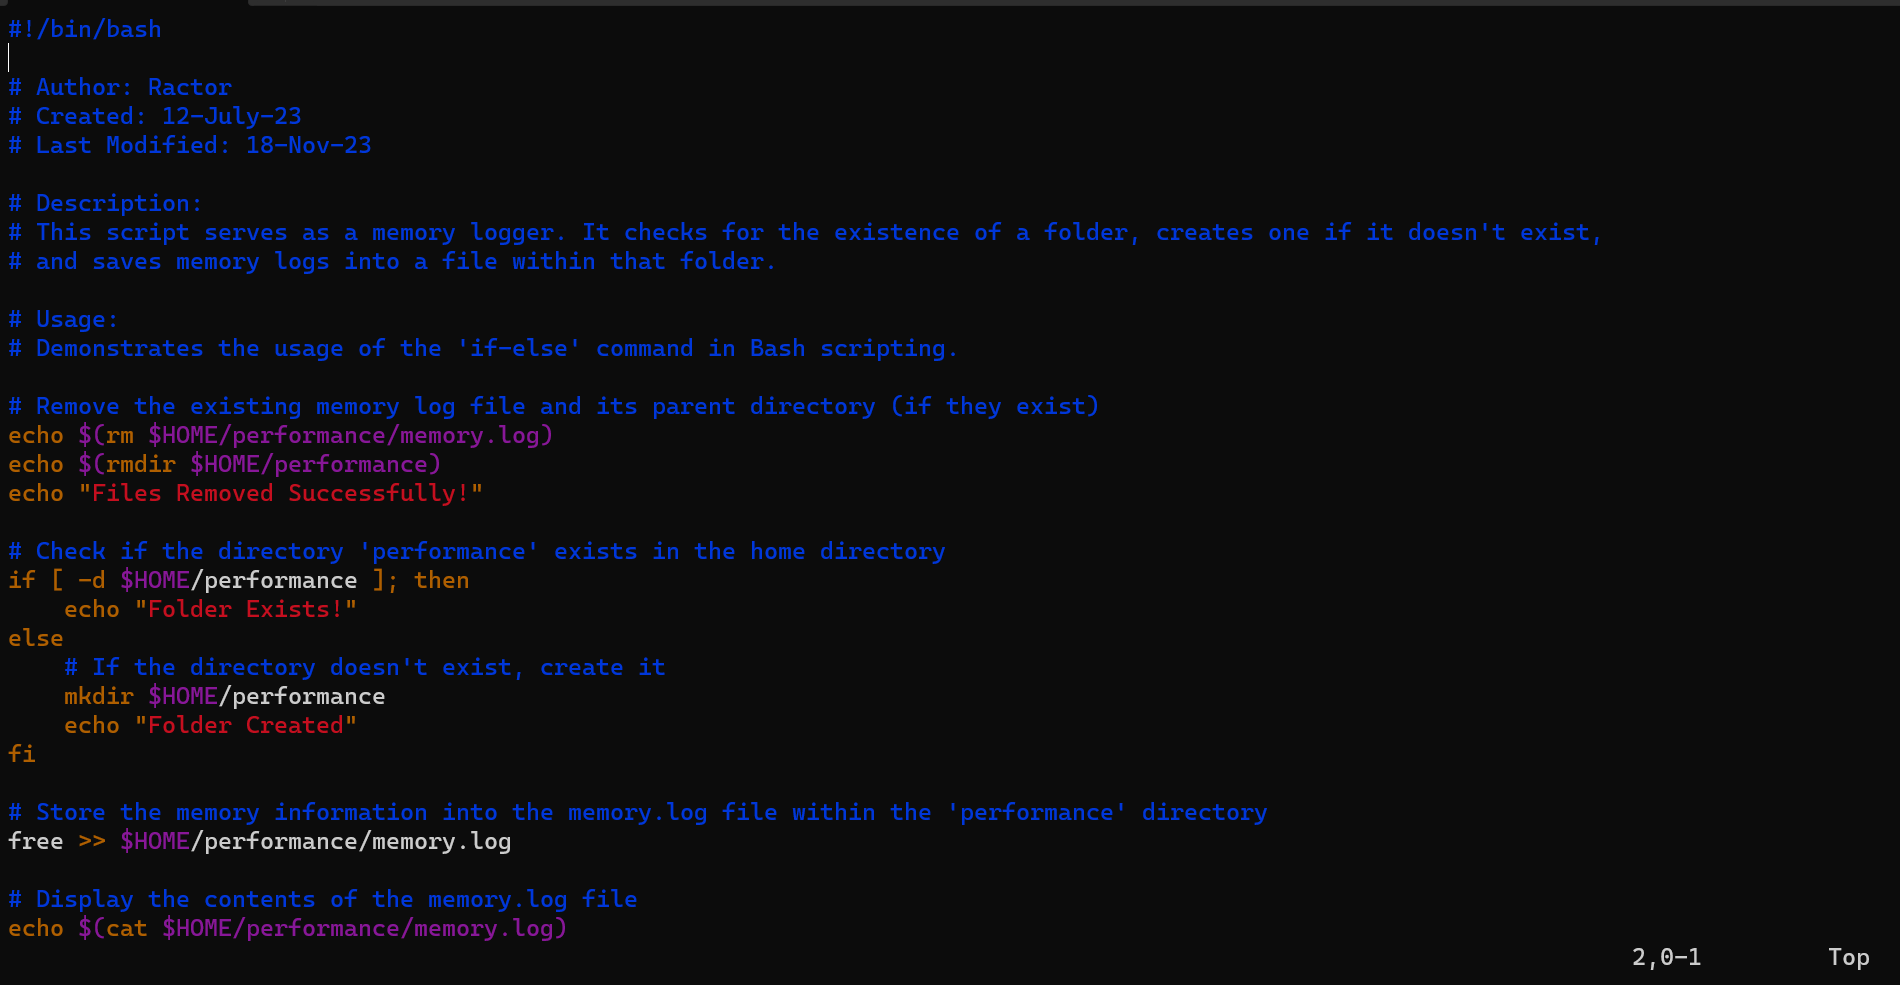 #!/bin/bash
# Author: Ractor
# Created: 12-July-23
# Last Modified: 18-Nov-23
# Description:
# This script serves as a memory logger. It checks for the existence of a folder, creates one if it doesn't exist,
# and saves memory logs into a file within that folder.
# Usage:
# Demonstrates the usage of the 'if-else' command in Bash scripting.
# Remove the existing memory log file and its parent directory (if they exist)
echo $(rm $HOME/performance/memory.log)
echo $(rmdir $HOME/performance)
echo "Files Removed Successfully!"
# Check if the directory 'performance' exists in the home directory
if [ -d $HOME/performance ]; then
    echo "Folder Exists!"
else
    # If the directory doesn't exist, create it
    mkdir $HOME/performance
    echo "Folder Created"
fi
# Store the memory information into the memory.log file within the 'performance' directory
free >> $HOME/performance/memory.log
# Display the contents of the memory.log file
echo $(cat $HOME/performance/memory.log)
2,0-1 Top